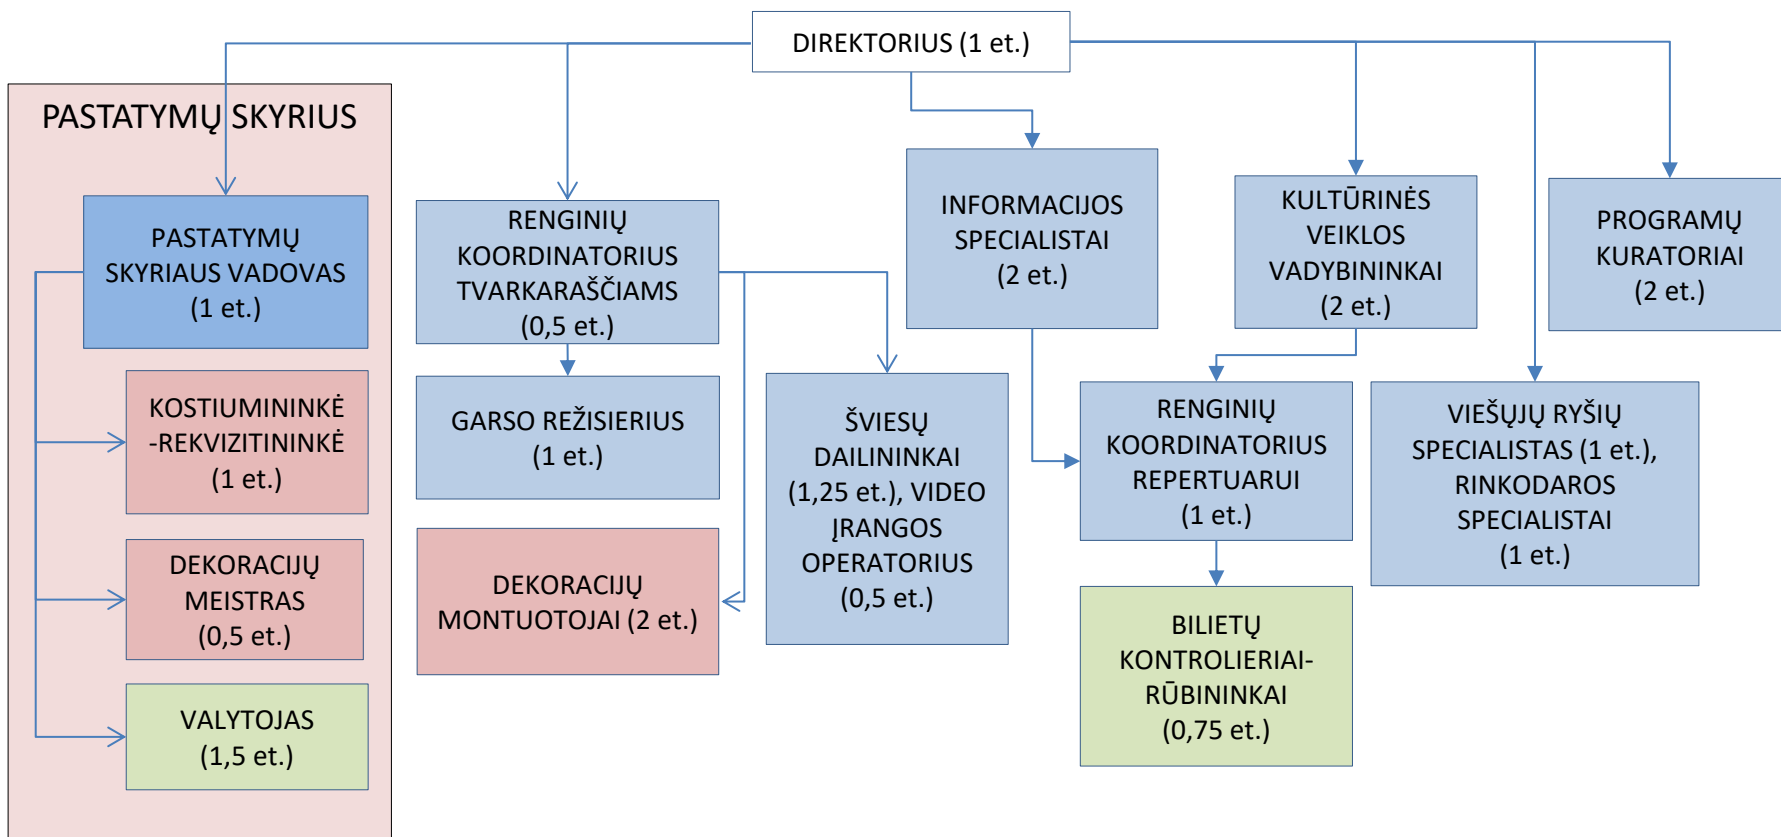 DIREKTORIUS (1 et.)
PASTATYMŲ SKYRIUS
PASTATYMŲ
SKYRIAUS VADOVAS
(1 et.)
KOSTIUMININKĖ
-REKVIZITININKĖ
(1 et.)
DEKORACIJŲ
MEISTRAS
(0,5 et.)
VALYTOJAS
(1,5 et.)
RENGINIŲ
KOORDINATORIUS
TVARKARAŠČIAMS
(0,5 et.)
GARSO REŽISIERIUS
(1 et.)
DEKORACIJŲ
MONTUOTOJAI (2 et.)
ŠVIESŲ
DAILININKAI
(1,25 et.), VIDEO
ĮRANGOS
OPERATORIUS
(0,5 et.)
INFORMACIJOS
SPECIALISTAI
(2 et.)
KULTŪRINĖS
VEIKLOS
VADYBININKAI
(2 et.)
PROGRAMŲ
KURATORIAI
(2 et.)
RENGINIŲ
KOORDINATORIUS
REPERTUARUI
(1 et.)
VIEŠŲJŲ RYŠIŲ
SPECIALISTAS (1 et.),
RINKODAROS
SPECIALISTAI
(1 et.)
BILIETŲ
KONTROLIERIAI-
RŪBININKAI
(0,75 et.)